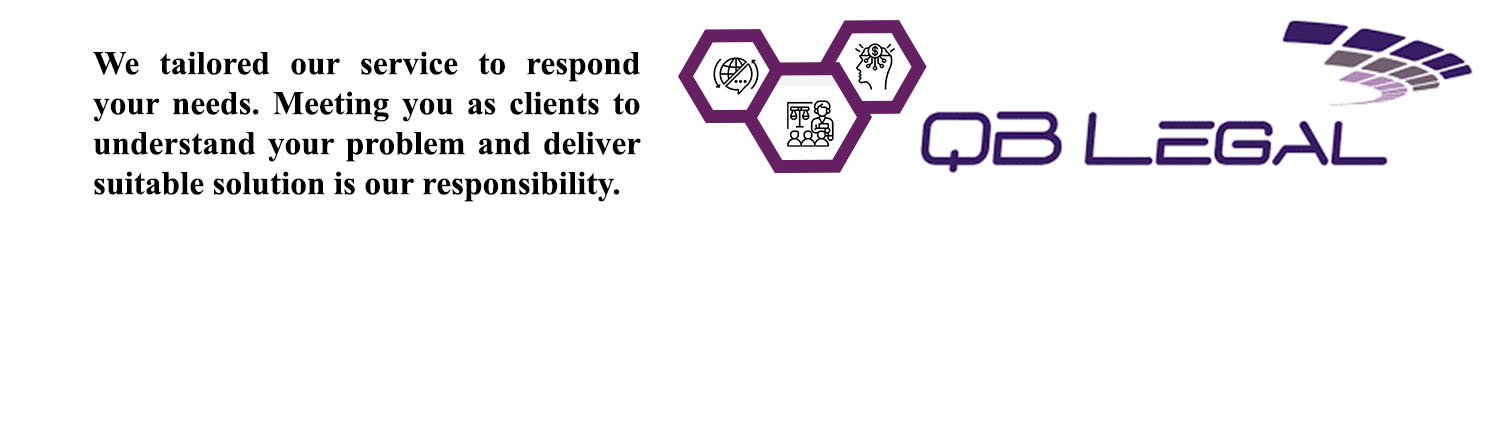 We tailored our service to respond
your needs. Meeting you as clients to
understand your problem and deliver
suitable solution is our responsibility.
QB LEGAL